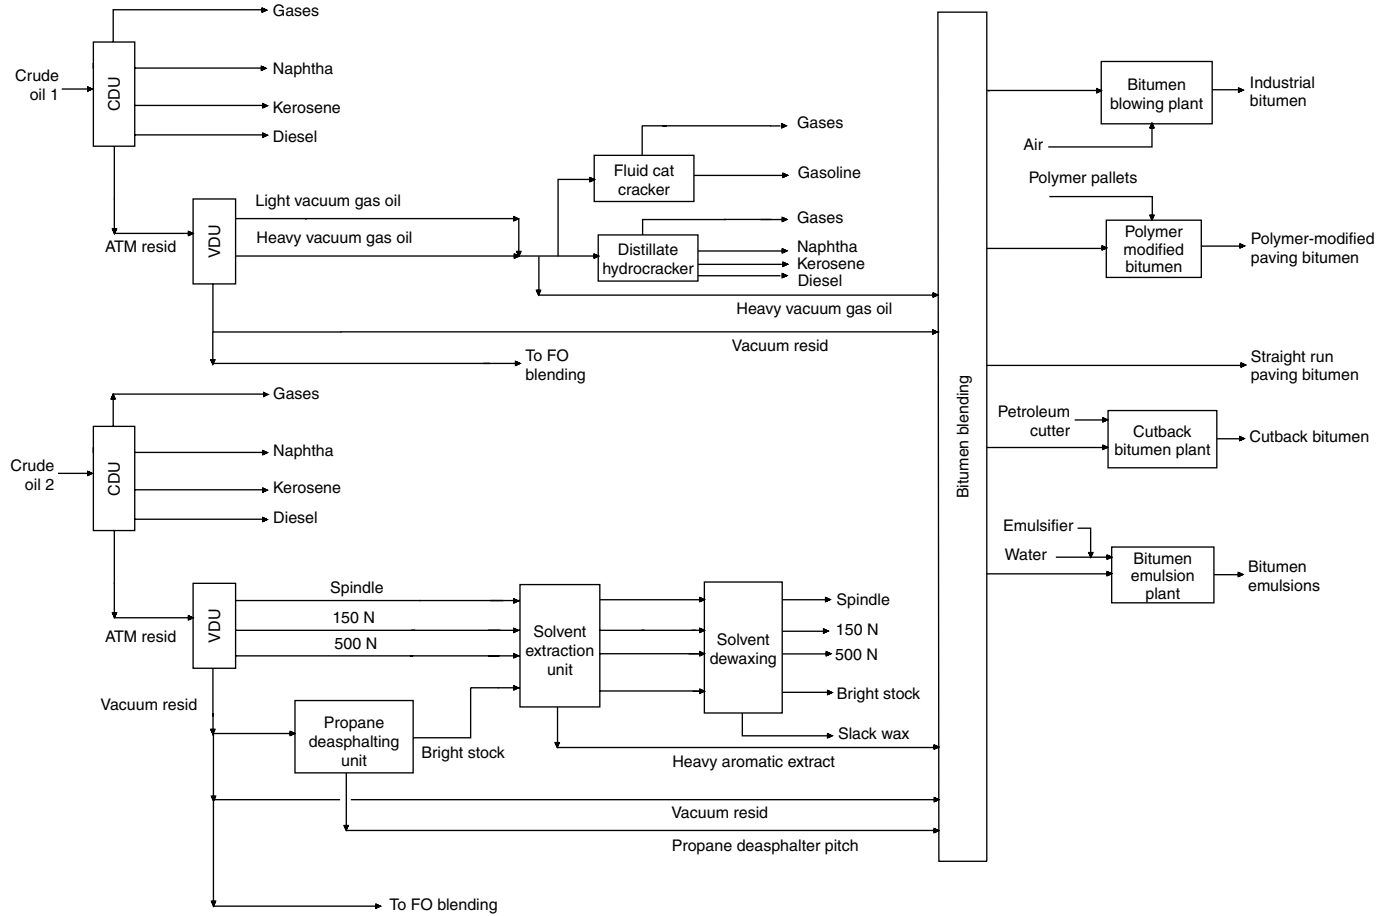 Gases
Crude
oil 1
CDU
Naphtha
Kerosene
Diesel
ATM resid
VDU
Light vacuum gas oil
Heavy vacuum gas oil
Fluid cat
cracker
Gases
Gasoline
Distillate
hydrocracker
Gases
Naphtha
Kerosene
Diesel
Heavy vacuum gas oil
Vacuum resid
To FO
blending
Crude
oil 2
CDU
Gases
Naphtha
Kerosene
Diesel
ATM resid
VDU
Spindle
150 N
500 N
Solvent
extraction
unit
Solvent
dewaxing
Spindle
150 N
500 N
Bright stock
Slack wax
Vacuum resid
Propane
deasphalting
unit
Bright stock
Heavy aromatic extract
Vacuum resid
Propane deasphalter pitch
To FO blending
Bitumen blending
Bitumen
blowing plant
Industrial
bitumen
Air
Polymer pallets
Polymer
modified
bitumen
Polymer-modified
paving bitumen
Straight run
paving bitumen
Petroleum
cutter
Cutback
bitumen plant
Cutback bitumen
Emulsifier
Water
Bitumen
emulsion
plant
Bitumen
emulsions